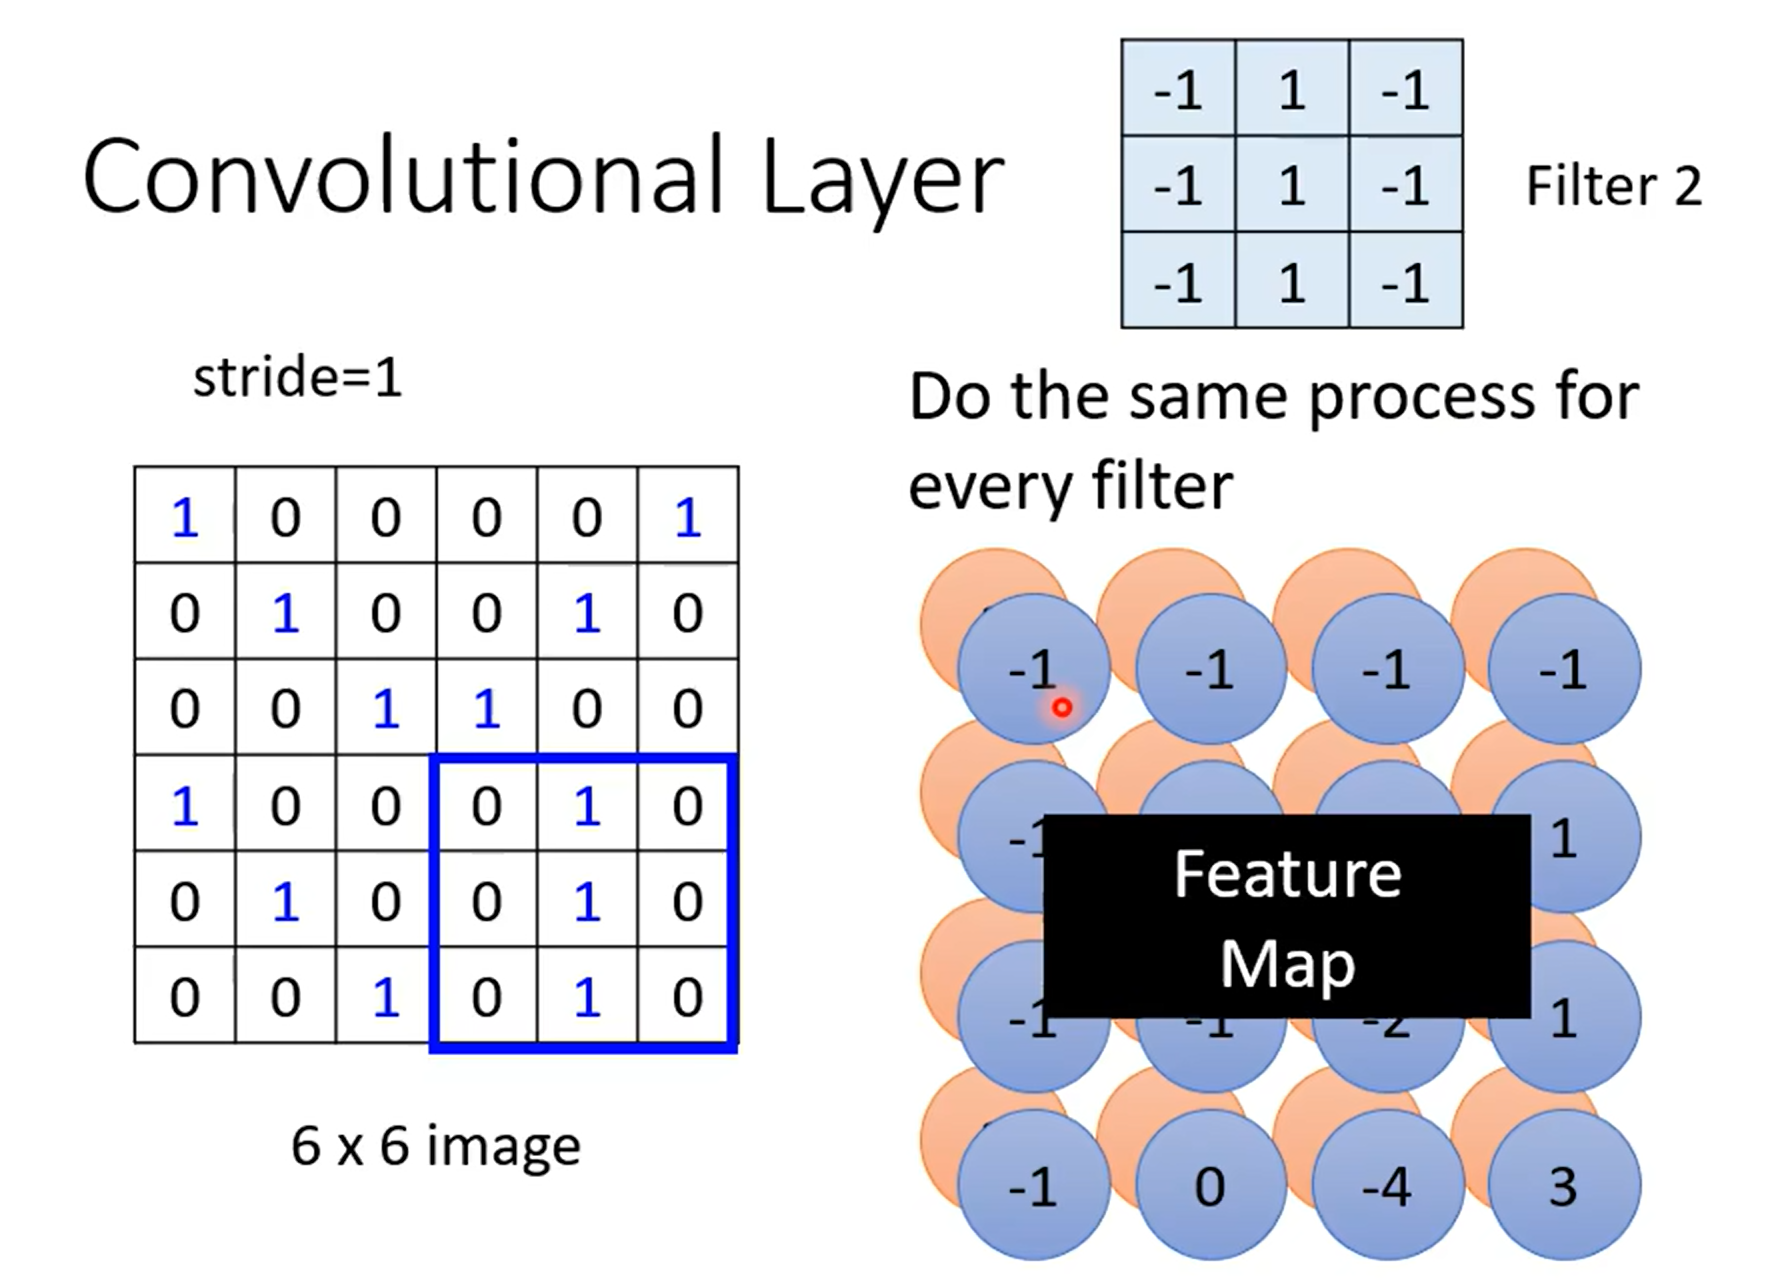 Convolutional Layer
-1 1 -1
-1 1 -1
-1 1 -1
Filter 2
stride=1
1 0 0 0 0 1
0 1 0 0 1 0
0 0 1 1 0 0
1 0 0 0 1 0
0 1 0 0 1 0
0 0 1 0 1 0
6 x 6 image
Do the same process for
every filter
-1 -1 -1 -1
-1 1
Feature
Map
-1 -1 -2 1
-1 0 -4 3